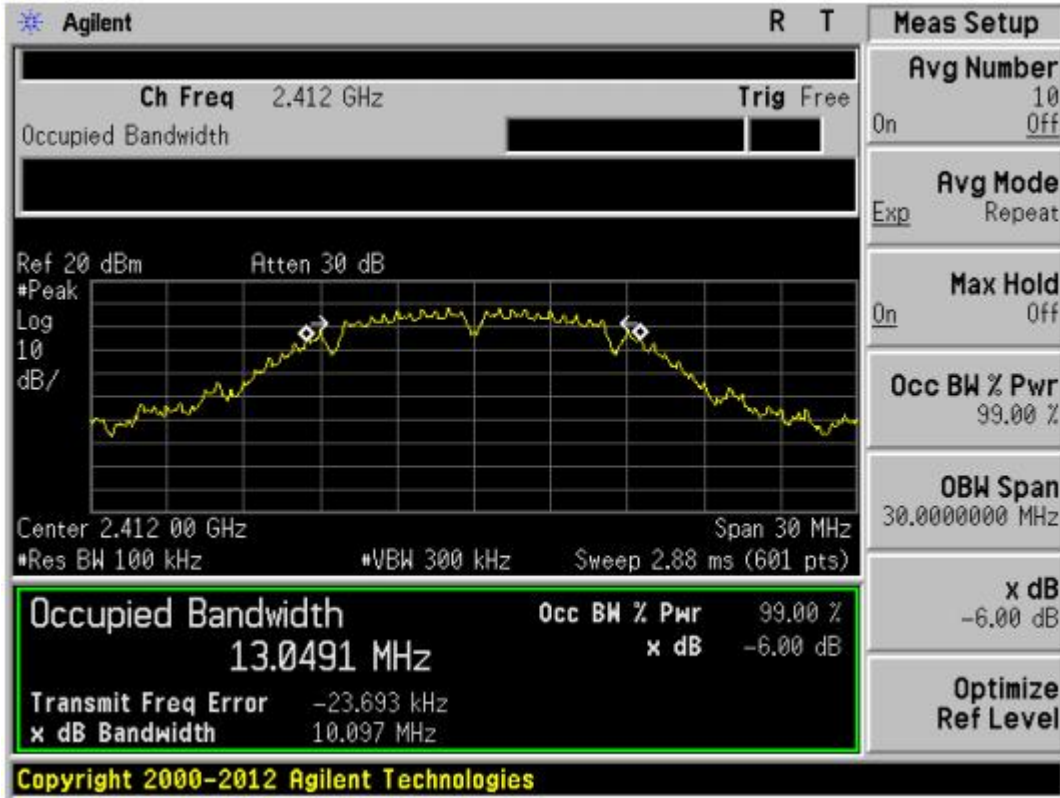 Agilent R T
Ch Freq 2.412 GHz Trig Free
Occupied Bandwidth
Ref 20 dBm Atten 30 dB
#Peak
Log
10
dB/
Center 2.412 00 GHz Span 30 MHz
#Res BW 100 kHz #VBW 300 kHz Sweep 2.88 ms (601 pts)
Occupied Bandwidth Occ BW % Pwr 99.00 %
13.0491 MHz x dB -6.00 dB
Transmit Freq Error -23.693 kHz
x dB Bandwidth 10.097 MHz
Copyright 2000-2012 Agilent Technologies
Meas Setup
Avg Number
10
On Off
Avg Mode
Exp Repeat
Max Hold
On Off
Occ BW % Pwr
99.00 %
OBW Span
30.0000000 MHz
x dB
-6.00 dB
Optimize
Ref Level